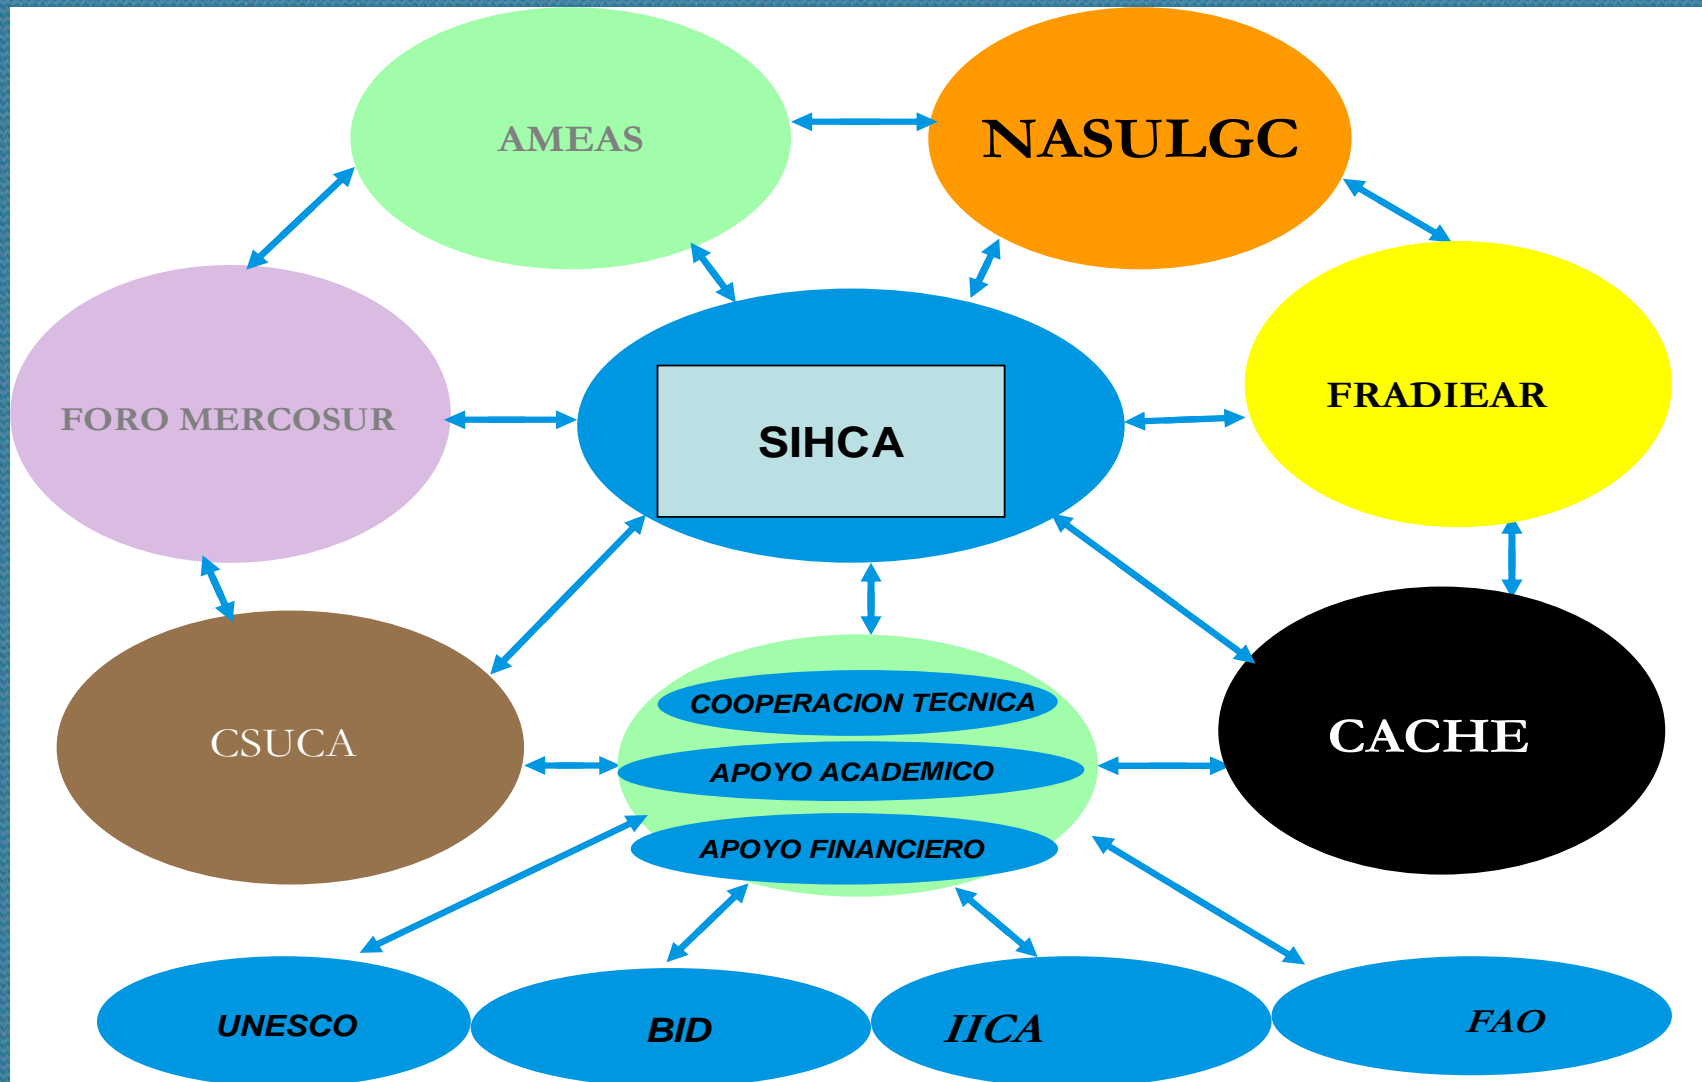 AMEAS
NASULGC
FORO MERCOSUR
SIHCA
FRADIEAR
CSUCA
COOPERACION TECNICA
APOYO ACADEMICO
APOYO FINANCIERO
CACHE
UNESCO
BID
IICA
FAO